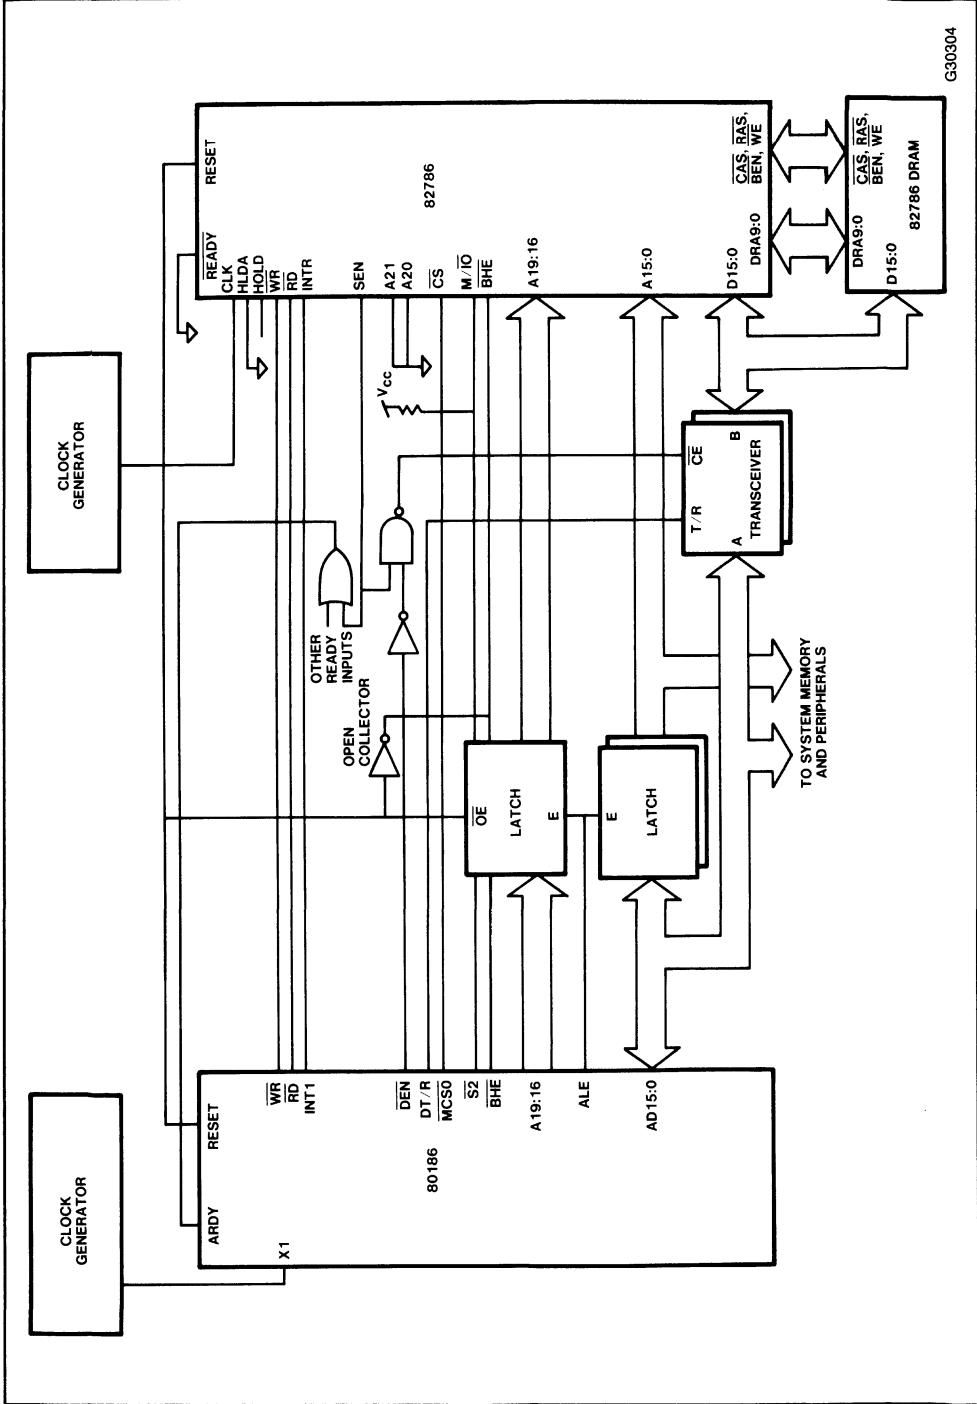 G30304
CLOCK
GENERATOR
RESET
READY
CLK
HLDA
HOLD
WR
RD
INTR
SEN
A21
A20
CS
M/IO
BHE
A19:16
A15:0
D15:0
DRA9:0
CAS, RAS,
BEN, WE
82786
CAS, RAS,
BEN, WE
DRA9:0
D15:0
82786 DRAM
VCC
OTHER
READY
INPUTS
OPEN
COLLECTOR
CE
T/R
B
A
TRANSCEIVER
OE
LATCH
E
E
LATCH
TO SYSTEM MEMORY
AND PERIPHERALS
CLOCK
GENERATOR
ARDY
RESET
X1
WR
RD
INT1
DEN
DT/R
MCS0
S2
BHE
A19:16
ALE
AD15:0
80186